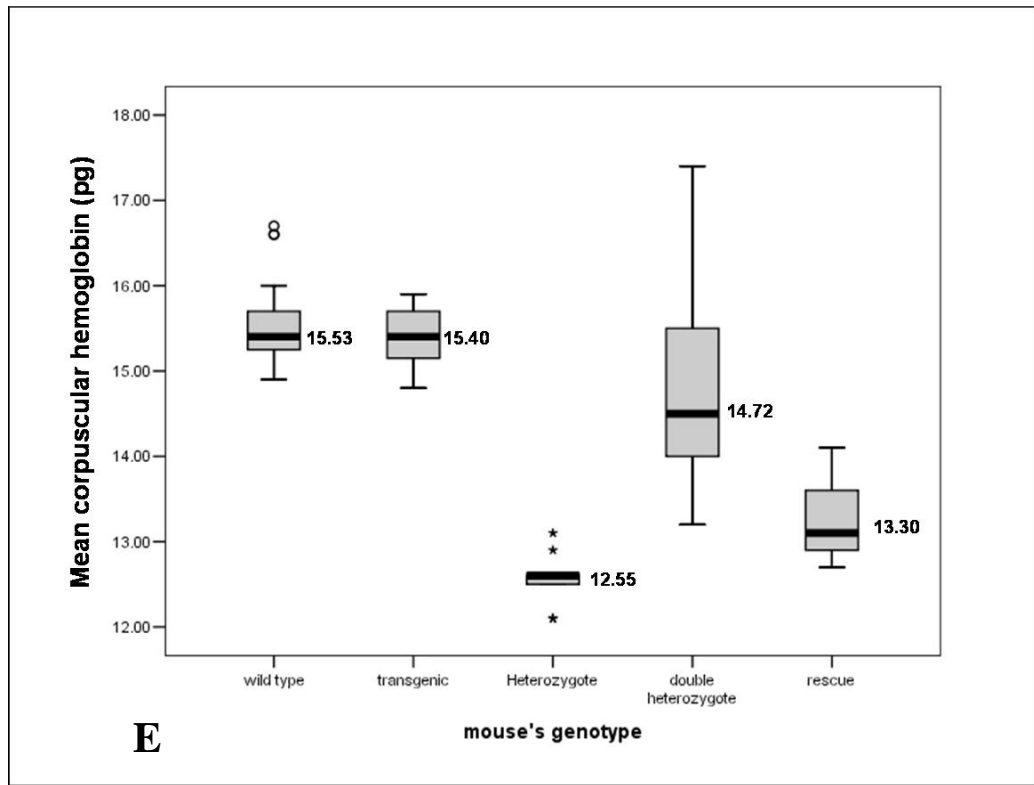 Mean corpuscular hemoglobin (pg)
18.00
17.00
16.00
15.00
14.00
13.00
12.00
15.53
15.40
12.55
14.72
13.30
wild type
transgenic
Heterozygote
double
heterozygote
rescue
mouse's genotype
E